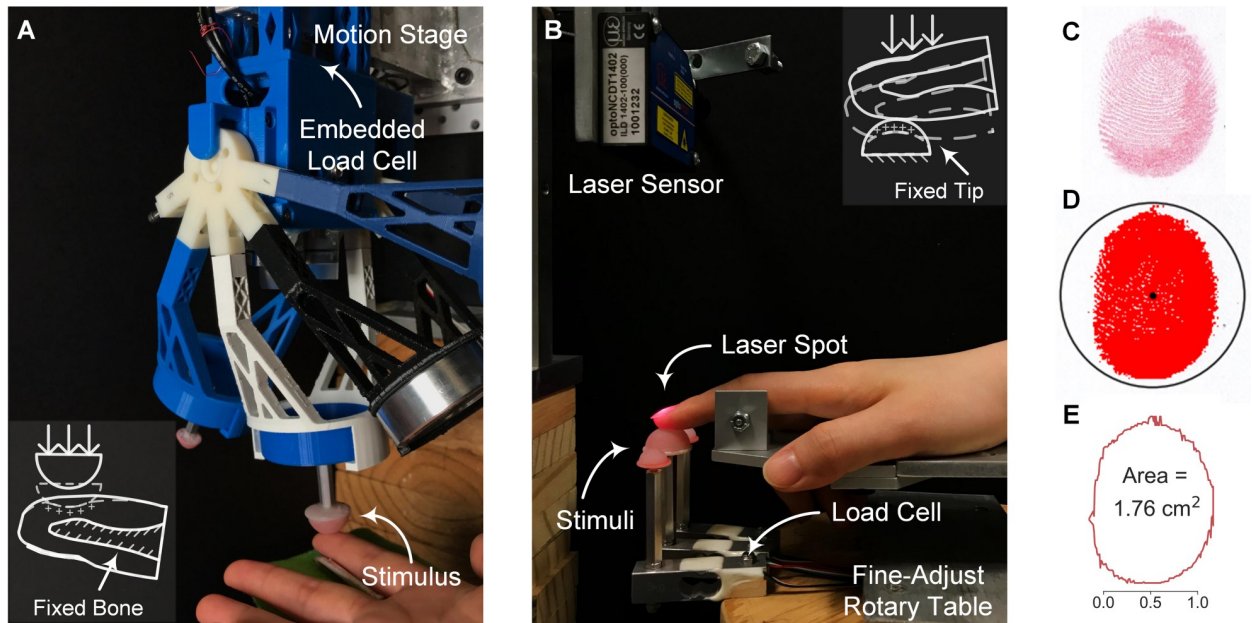 A
Motion Stage
Embedded
Load Cell
Stimulus
Fixed Bone
B
optoNCDT1402
ILD 1402-100(000)
1001232
Laser Sensor
Fixed Tip
Laser Spot
Stimuli
Load Cell
Fine-Adjust
Rotary Table
C
D
E
Area =
1.76 cm²
0.0 0.5 1.0